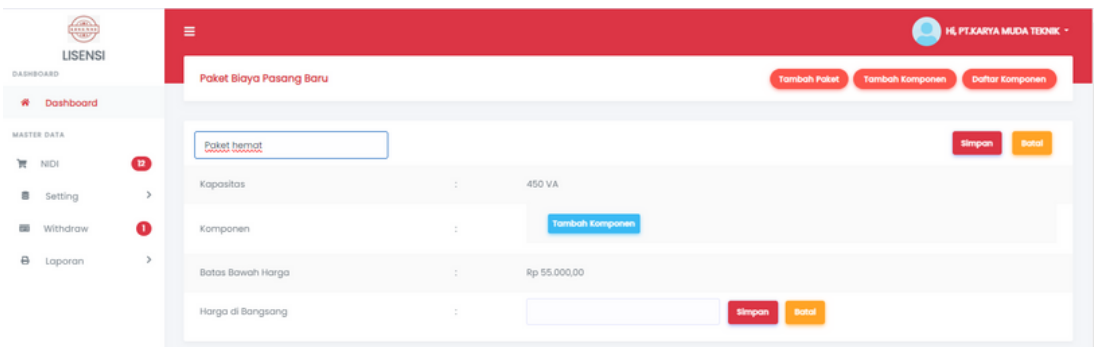 LISENSI
DASHBOARD
Dashboard
MASTER DATA
NIDI 12
Setting
Withdraw 1
Laporan
Hi, PT.KARYA MUDA TEKNIK
Paket Biaya Pasang Baru
Tambah Paket Tambah Komponen Daftar Komponen
Paket hemat
Simpan Batal
Kapasitas : 450 VA
Komponen : Tambah Komponen
Batas Bawah Harga : Rp 55.000,00
Harga di Bangsang : Simpan Batal